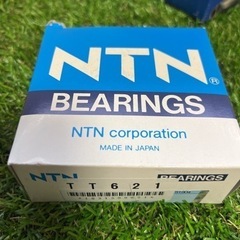 NTN®
BEARINGS
NTN corporation
MADE IN JAPAN
NTN BEARINGS
TT621